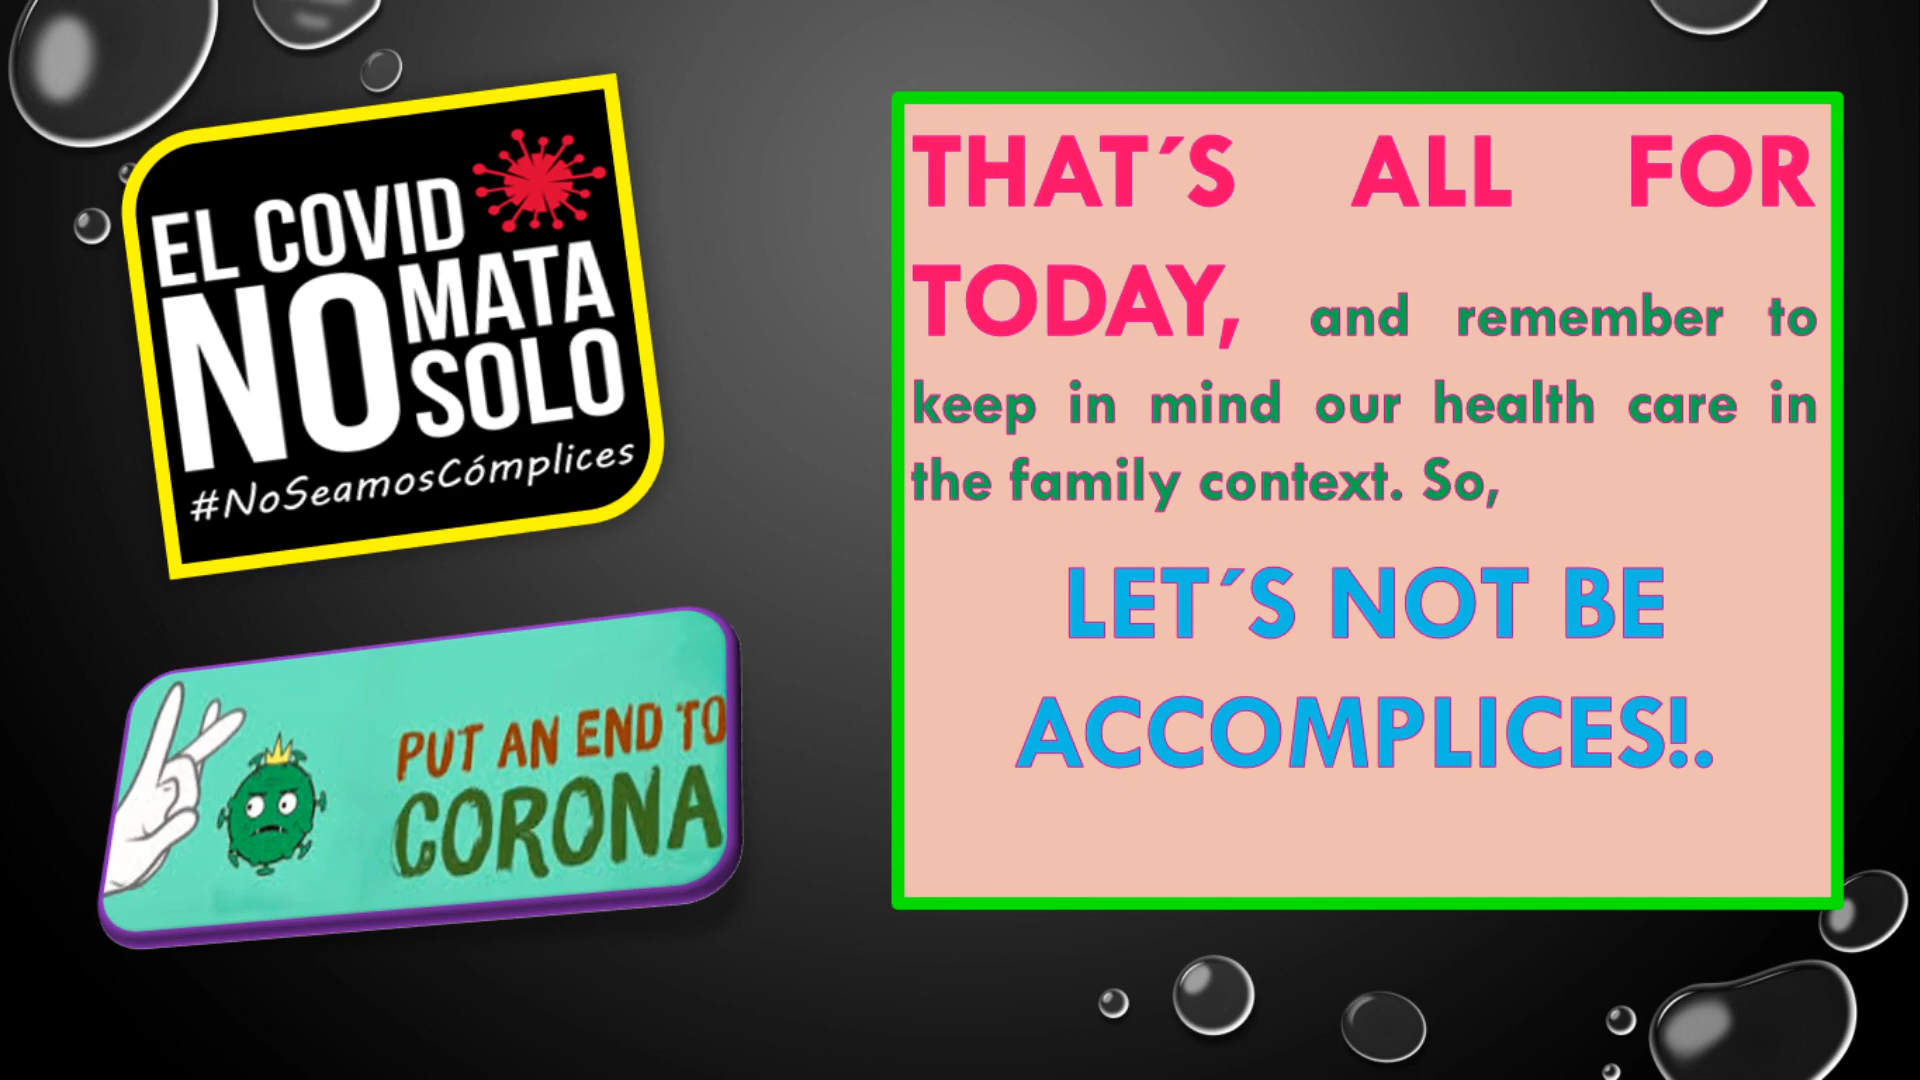 EL COVID
NO MATA
SOLO
#NoSeamosCómplices
PUT AN END TO
CORONA
THAT´S ALL FOR
TODAY, and remember to
keep in mind our health care in
the family context. So,
LET´S NOT BE
ACCOMPLICES!.